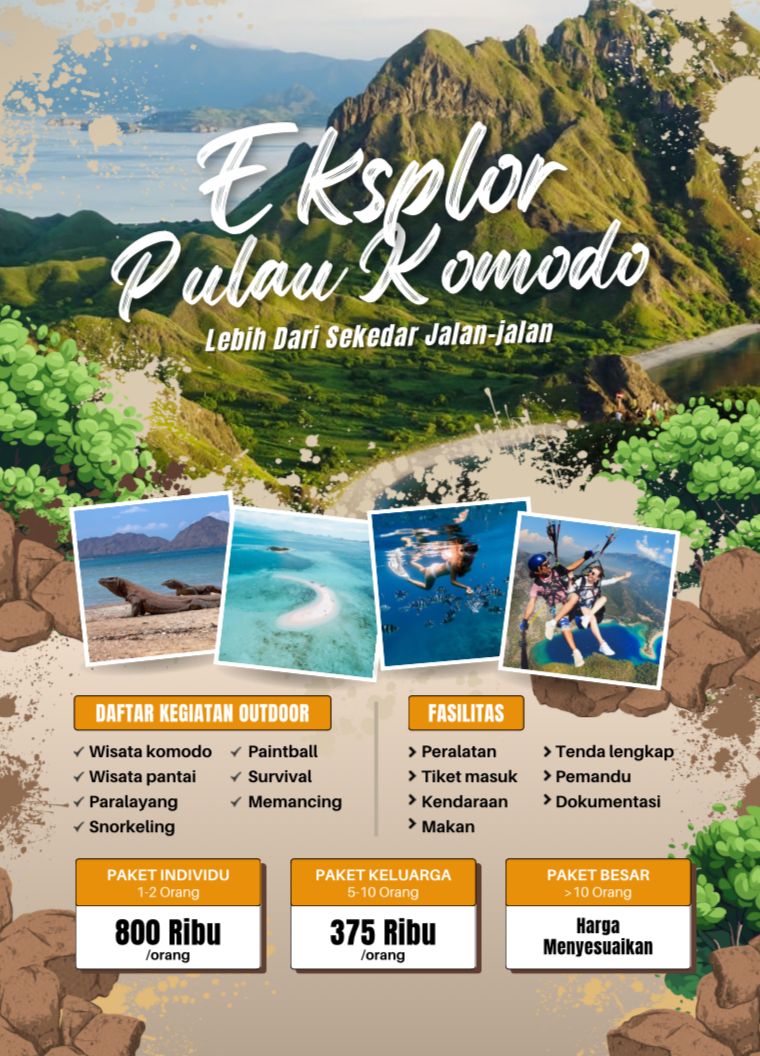 Eksplor
Pulau Komodo
Lebih Dari Sekedar Jalan-jalan
DAFTAR KEGIATAN OUTDOOR
Wisata komodo
Wisata pantai
Paralayang
Snorkeling
Paintball
Survival
Memancing
FASILITAS
Peralatan
Tiket masuk
Kendaraan
Makan
Tenda lengkap
Pemandu
Dokumentasi
PAKET INDIVIDU
1-2 Orang
800 Ribu
/orang
PAKET KELUARGA
5-10 Orang
375 Ribu
/orang
PAKET BESAR
>10 Orang
Harga
Menyesuaikan